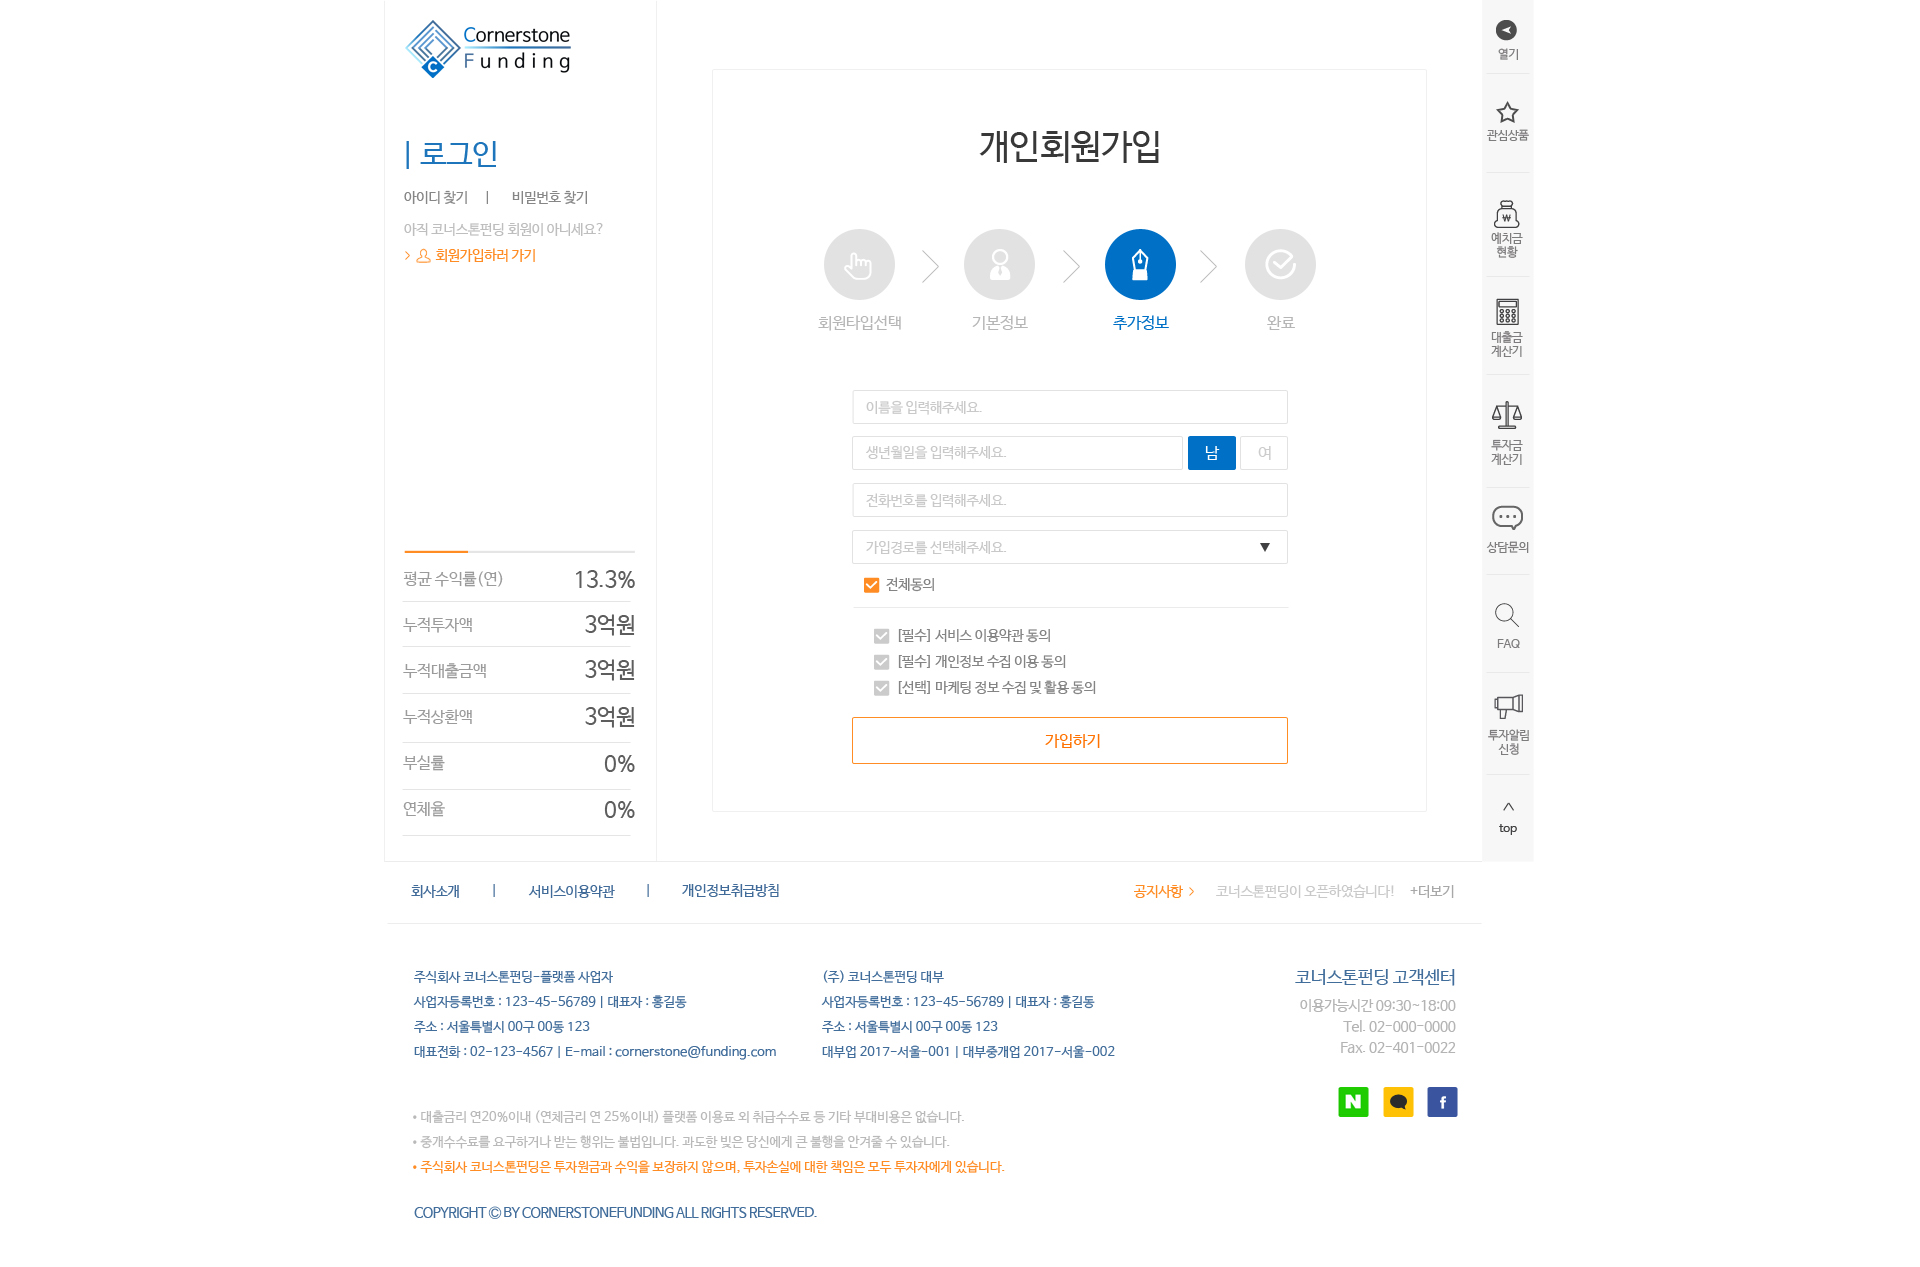 Cornerstone
Funding
| 로그인
아이디 찾기 | 비밀번호 찾기
아직 코너스톤펀딩 회원이 아니세요?
회원가입하러 가기
평균 수익률(연) 13.3%
누적투자액 3억원
누적대출금액 3억원
누적상환액 3억원
부실률 0%
연체율 0%
개인회원가입
회원타입선택
기본정보
추가정보
완료
이름을 입력해주세요.
생년월일을 입력해주세요. 남 여
전화번호를 입력해주세요.
가입경로를 선택해주세요. ▼
전체동의
[필수] 서비스 이용약관 동의
[필수] 개인정보 수집 이용 동의
[선택] 마케팅 정보 수집 및 활용 동의
가입하기
열기
관심상품
₩
예치금
현황
대출금
계산기
투자금
계산기
상담문의
FAQ
투자알림
신청
top
회사소개 | 서비스이용약관 | 개인정보취급방침
공지사항 > 코너스톤펀딩이 오픈하였습니다! +더보기
주식회사 코너스톤펀딩-플랫폼 사업자
사업자등록번호 : 123-45-56789 | 대표자 : 홍길동
주소 : 서울특별시 00구 00동 123
대표전화 : 02-123-4567 | E-mail : cornerstone@funding.com
(주) 코너스톤펀딩 대부
사업자등록번호 : 123-45-56789 | 대표자 : 홍길동
주소 : 서울특별시 00구 00동 123
대부업 2017-서울-001 | 대부중개업 2017-서울-002
코너스톤펀딩 고객센터
이용가능시간 09:30~18:00
Tel. 02-000-0000
Fax. 02-401-0022
N f
• 대출금리 연20%이내 (연체금리 연 25%이내) 플랫폼 이용료 외 취급수수료 등 기타 부대비용은 없습니다.
• 중개수수료를 요구하거나 받는 행위는 불법입니다. 과도한 빚은 당신에게 큰 불행을 안겨줄 수 있습니다.
• 주식회사 코너스톤펀딩은 투자원금과 수익을 보장하지 않으며, 투자손실에 대한 책임은 모두 투자자에게 있습니다.
COPYRIGHT © BY CORNERSTONEFUNDING ALL RIGHTS RESERVED.